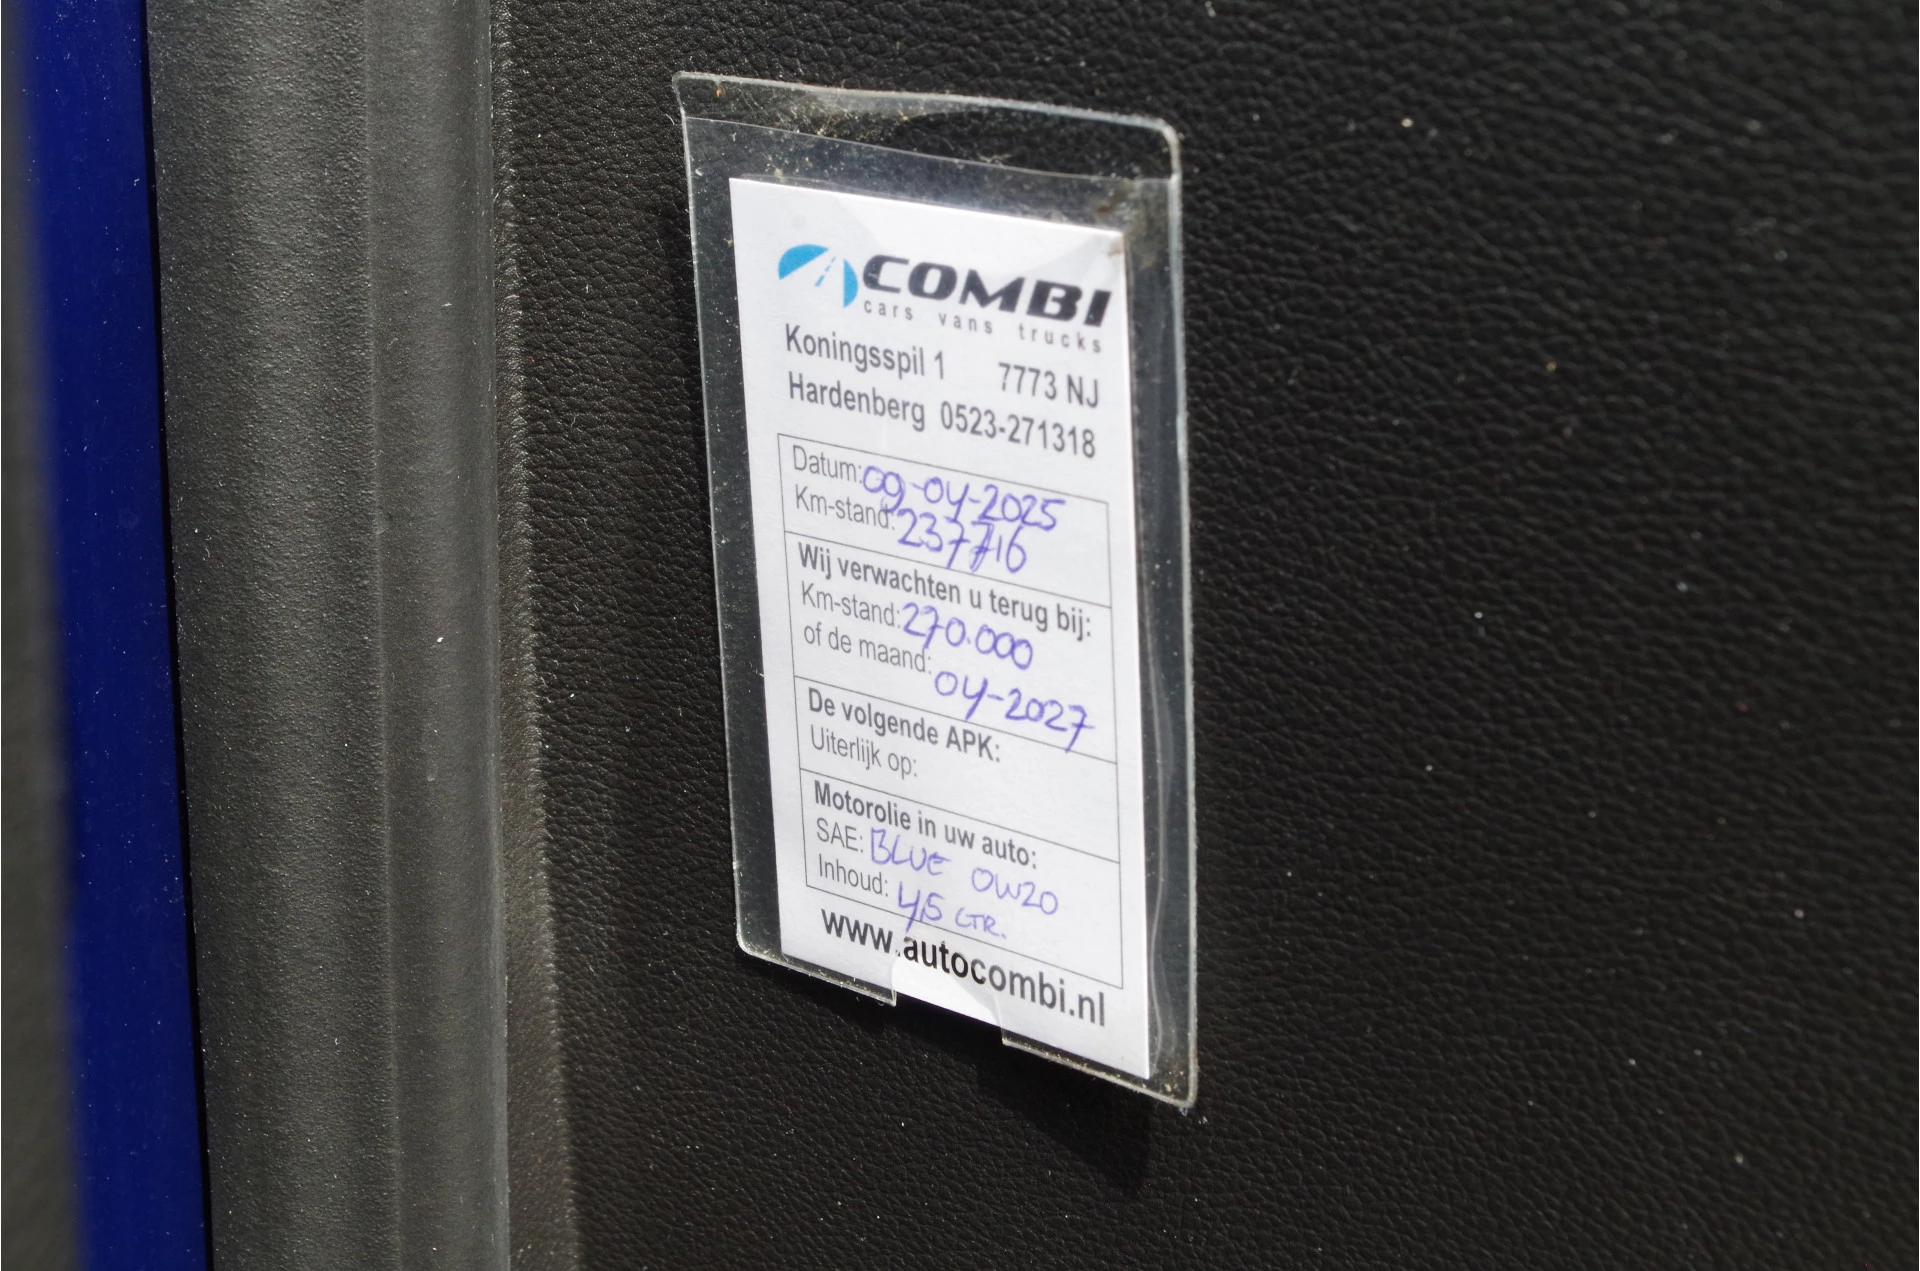 COMBI
cars vans trucks
Koningsspil 1 7773 NJ
Hardenberg 0523-271318
Datum: 09-04-2025
Km-stand: 237716
Wij verwachten u terug bij:
Km-stand: 270.000
of de maand: 04-2027
De volgende APK:
Uiterlijk op:
Motorolie in uw auto:
SAE: BLUE 0W20
Inhoud: 4,5 LTR.
www.autocombi.nl